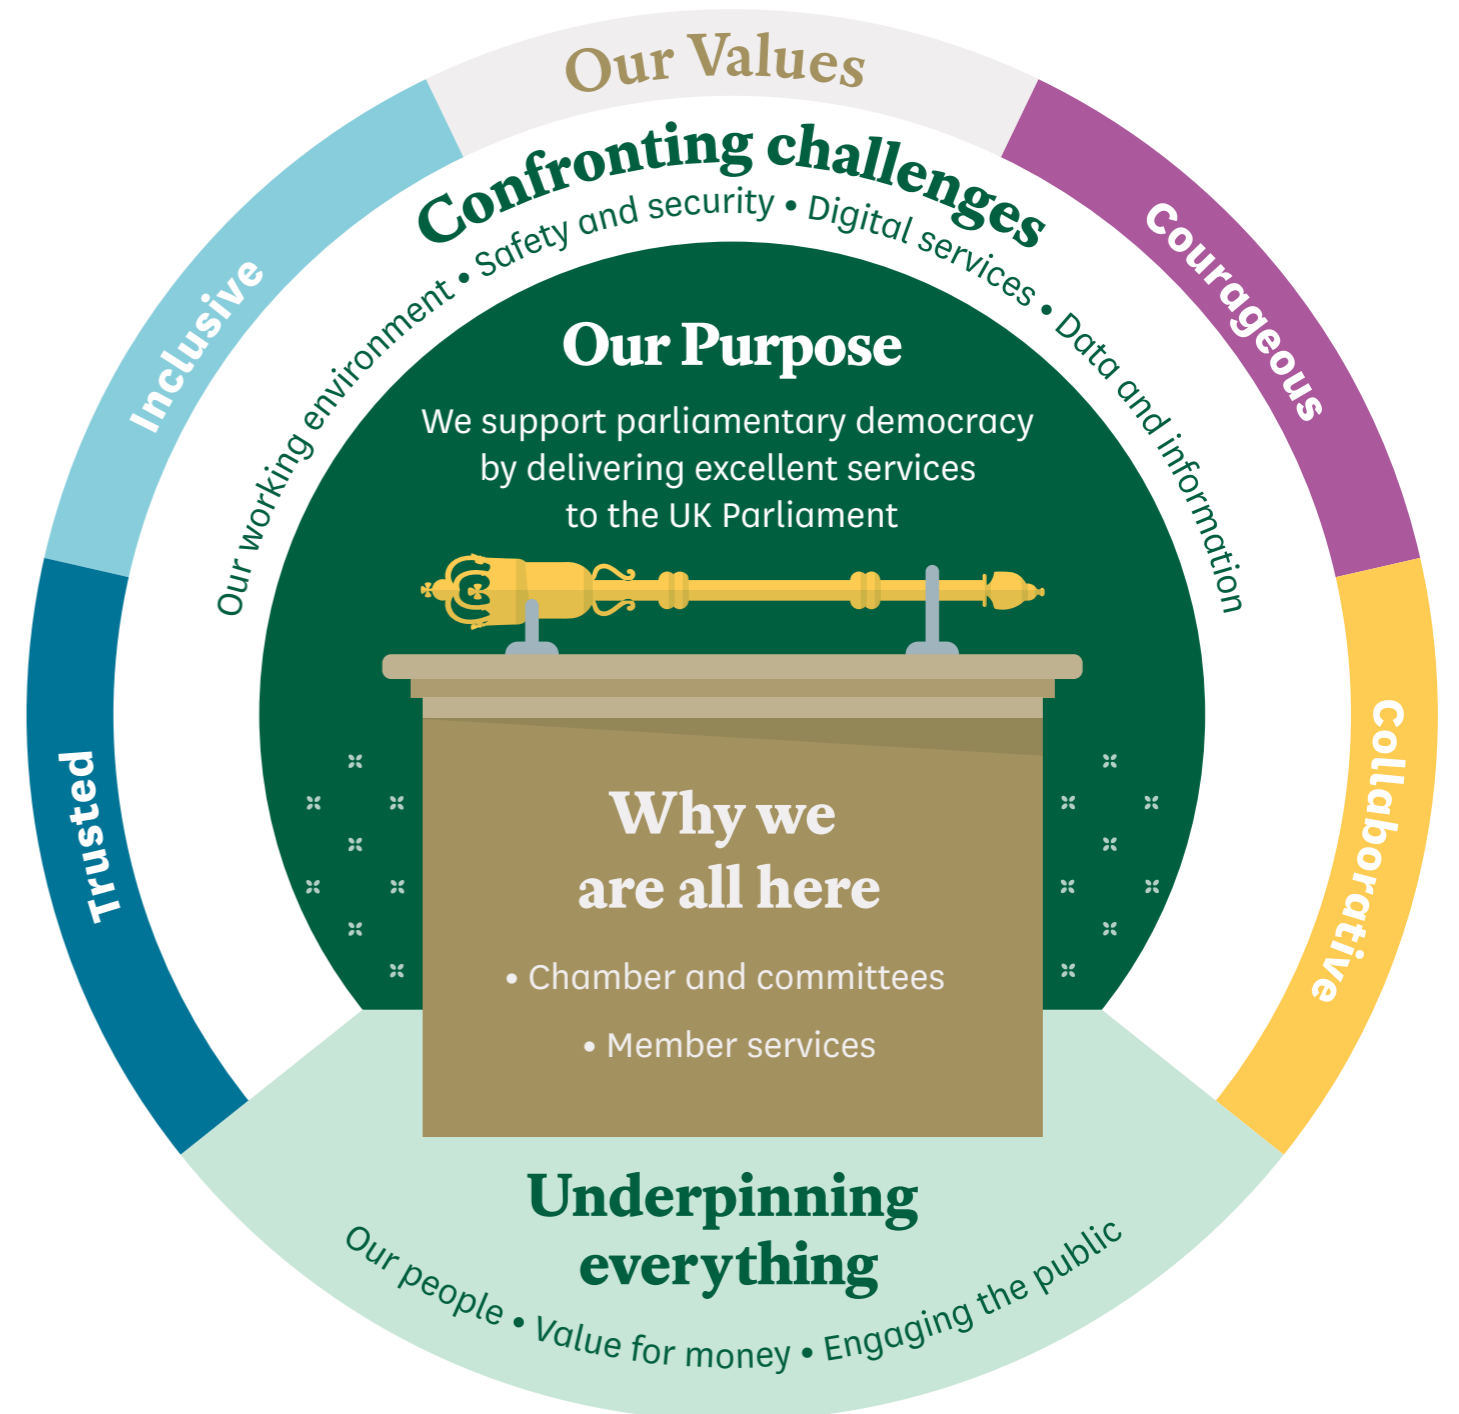 Our Values
Inclusive
Trusted
Courageous
Collaborative
Confronting challenges
Our working environment • Safety and security • Digital services • Data and information
Our Purpose
We support parliamentary democracy
by delivering excellent services
to the UK Parliament
Why we
are all here
• Chamber and committees
• Member services
Underpinning
everything
Our people • Value for money • Engaging the public